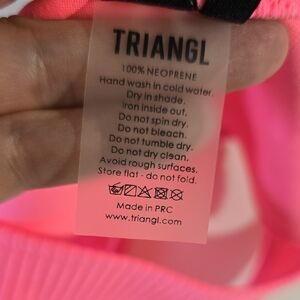 TRIANGL
100% NEOPRENE
Hand wash in cold water.
Dry in shade,
Iron inside out,
Do not spin dry.
Do not bleach.
Do not tumble dry.
Do not dry clean.
Avoid rough surfaces.
Store flat - do not fold.
Made in PRC
www.triangl.com